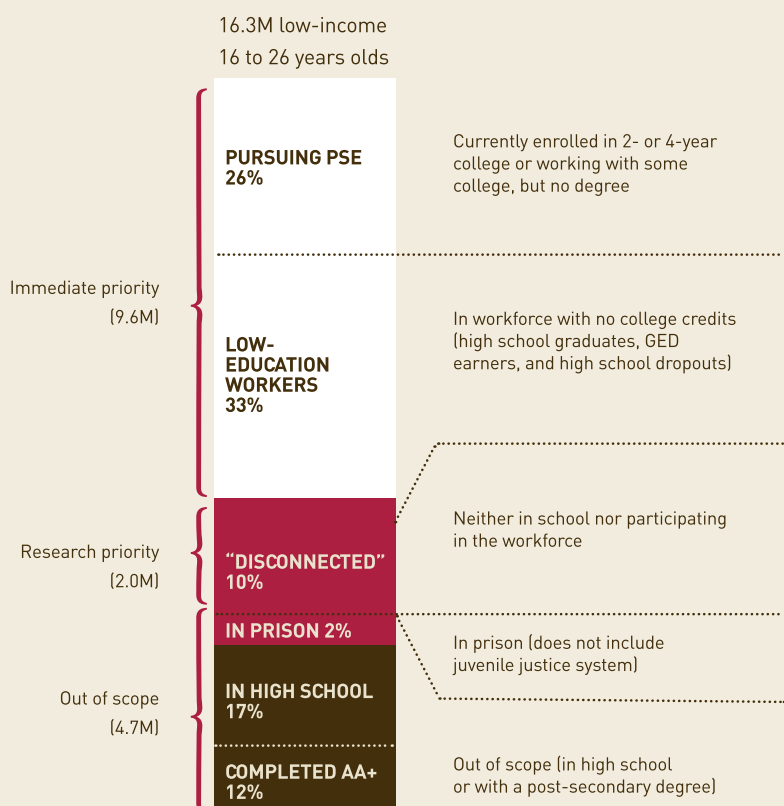 16.3M low-income
16 to 26 years olds
PURSUING PSE
26%
Currently enrolled in 2- or 4-year
college or working with some
college, but no degree
Immediate priority
(9.6M)
LOW-
EDUCATION
WORKERS
33%
In workforce with no college credits
(high school graduates, GED
earners, and high school dropouts)
Research priority
(2.0M)
“DISCONNECTED”
10%
Neither in school nor participating
in the workforce
IN PRISON 2%
In prison (does not include
juvenile justice system)
Out of scope
(4.7M)
IN HIGH SCHOOL
17%
COMPLETED AA+
12%
Out of scope (in high school
or with a post-secondary degree)